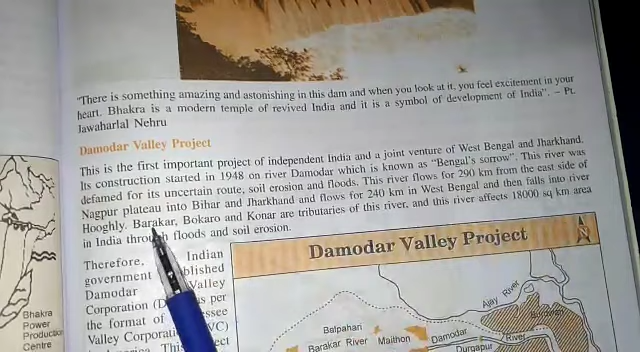 "There is something amazing and astonishing in this dam and when you look at it, you feel excitement in your
heart. Bhakra is a modern temple of revived India and it is a symbol of development of India". – Pt.
Jawaharlal Nehru
Damodar Valley Project
This is the first important project of independent India and a joint venture of West Bengal and Jharkhand.
Its construction started in 1948 on river Damodar which is known as "Bengal's sorrow". This river was
defamed for its uncertain route, soil erosion and floods. This river flows for 290 km from the east side of
Nagpur plateau into Bihar and Jharkhand and flows for 240 km in West Bengal and then falls into river
Hooghly. Barakar, Bokaro and Konar are tributaries of this river, and this river affects 18000 sq km area
in India through floods and soil erosion.
Therefore, Indian
government
Damodar Valley
Corporation as per
the format of
Valley
Damodar Valley Project
N
Ajay River
Balpahari
Barakar River Maithon Damodar River
Durgapur
Bhakra
Power
Production
Centre